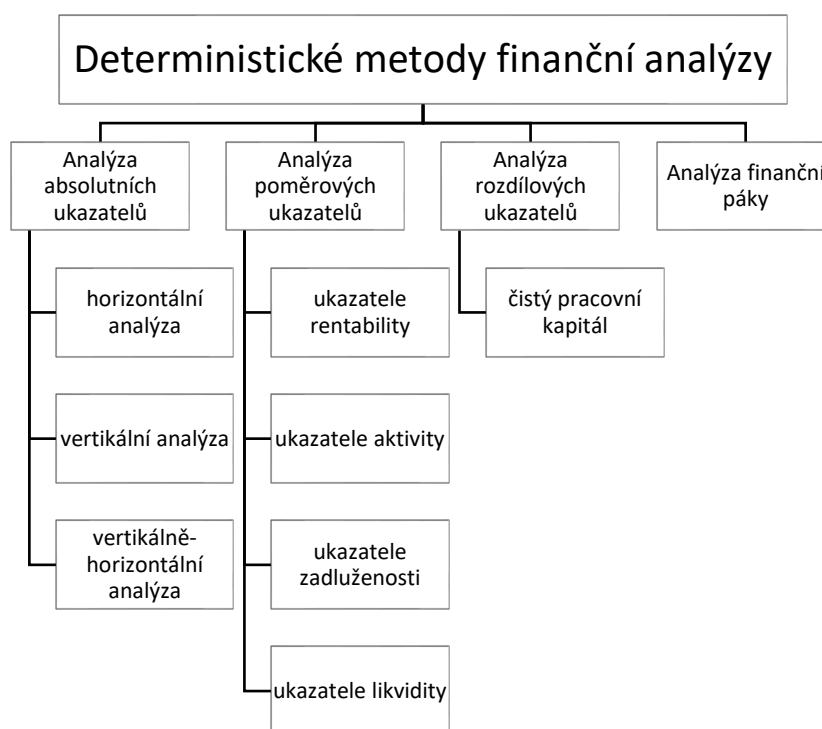 Deterministické metody finanční analýzy
Analýza
absolutních
ukazatelů
Analýza
poměrových
ukazatelů
Analýza
rozdílových
ukazatelů
Analýza finanční
páky
horizontální
analýza
ukazatele
rentability
čistý pracovní
kapitál
vertikální analýza
ukazatele aktivity
vertikálně-
horizontální
analýza
ukazatele
zadluženosti
ukazatele likvidity